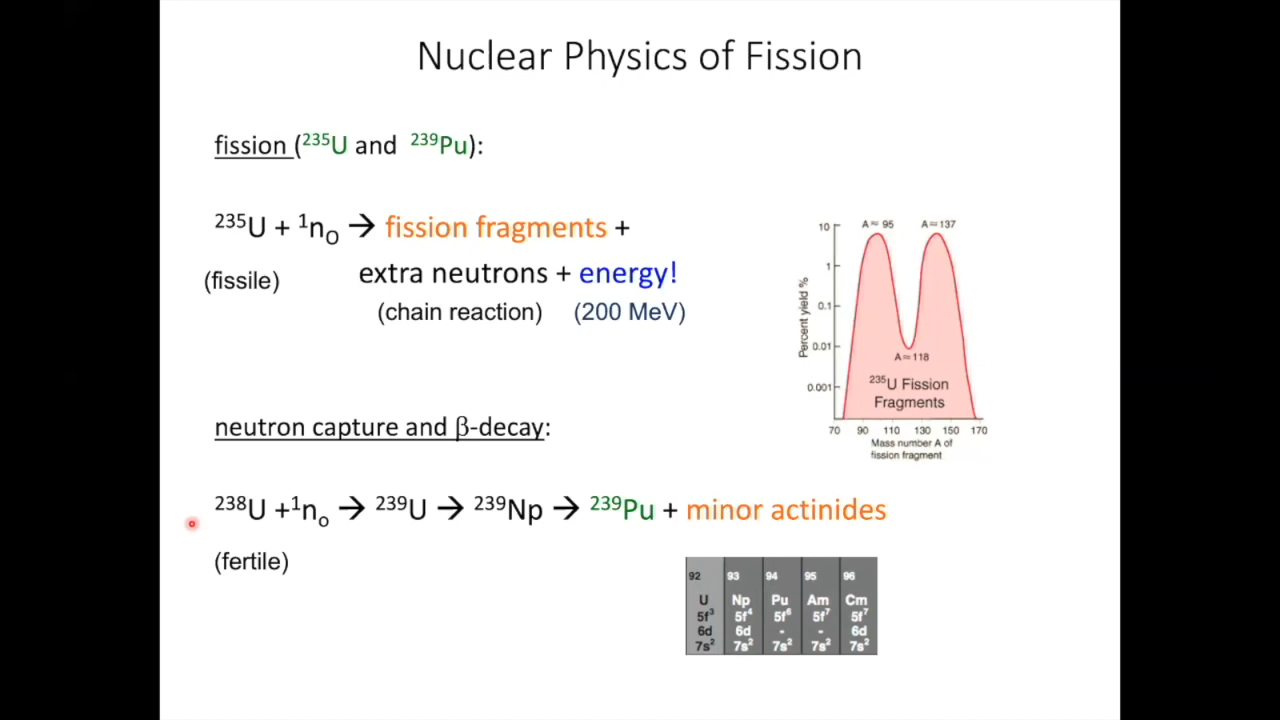 Nuclear Physics of Fission
fission (²³⁵U and ²³⁹Pu):
²³⁵U + ¹n₀ → fission fragments +
(fissile)
extra neutrons + energy!
(chain reaction) (200 MeV)
A≈95 A≈137
10
1
0.1
0.01
0.001
Percent yield %
A≈118
²³⁵U Fission
Fragments
70 90 110 130 150 170
Mass number A of
fission fragment
neutron capture and β-decay:
²³⁸U +¹n₀ → ²³⁹U → ²³⁹Np → ²³⁹Pu + minor actinides
(fertile)
92 93 94 95 96
U Np Pu Am Cm
5f³ 5f⁴ 5f⁶ 5f⁷ 5f⁷
6d 6d - - 6d
7s² 7s² 7s² 7s² 7s²